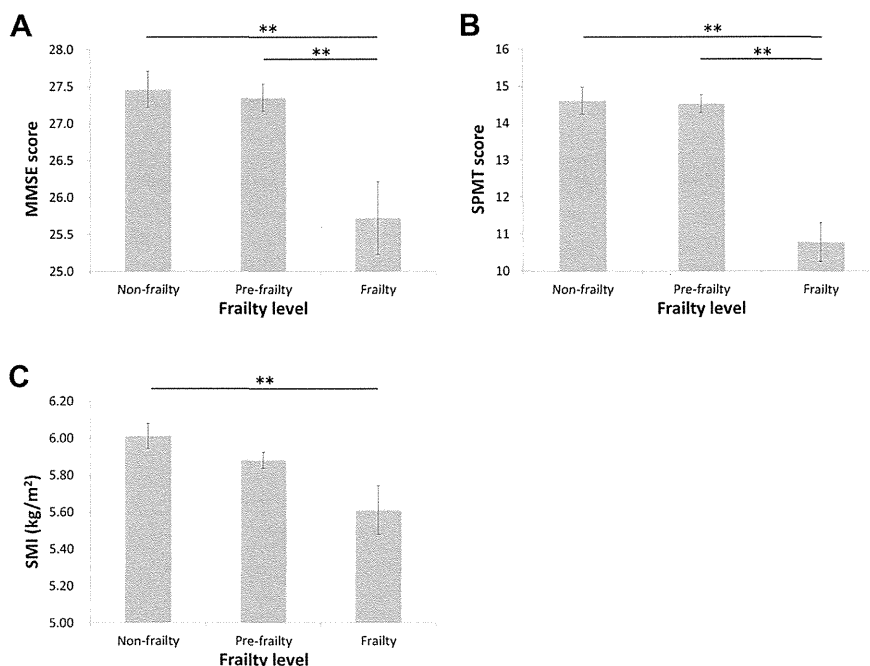 A
**
**
28.0
27.5
27.0
26.5
26.0
25.5
25.0
MMSE score
Non-frailty Pre-frailty Frailty
Frailty level
B
**
**
16
15
14
13
12
11
10
SPMT score
Non-frailty Pre-frailty Frailty
Frailty level
C
**
6.20
6.00
5.80
5.60
5.40
5.20
5.00
SMI (kg/m²)
Non-frailty Pre-frailty Frailty
Frailty level